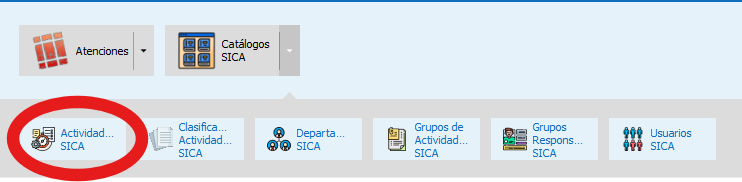 Atenciones
Catálogos
SICA
Actividad...
SICA
Clasifica...
Actividad...
SICA
Departa...
SICA
Grupos de
Actividad...
SICA
Grupos
Respons...
SICA
Usuarios
SICA